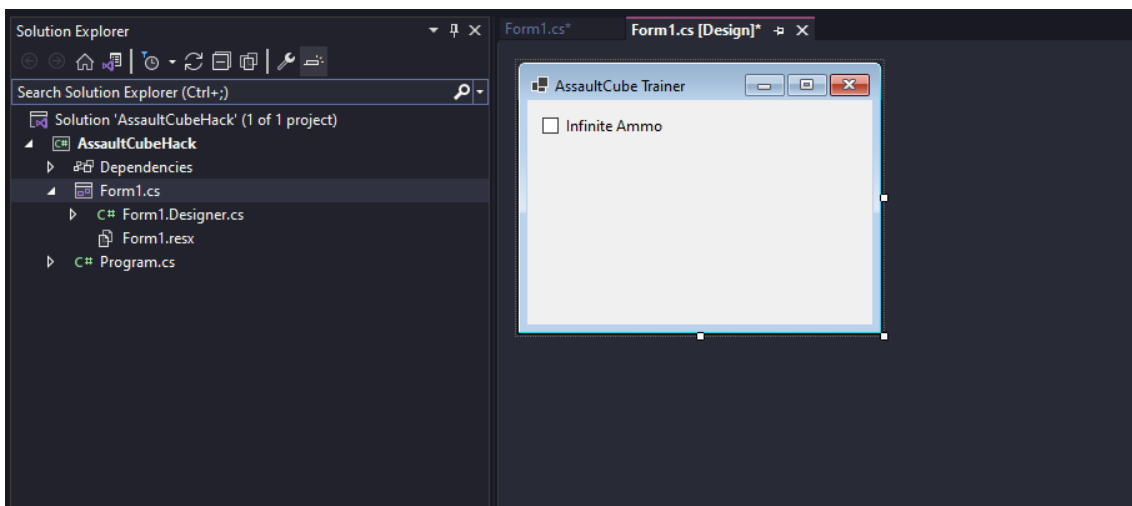 Solution Explorer
Search Solution Explorer (Ctrl+;)
Solution 'AssaultCubeHack' (1 of 1 project)
C# AssaultCubeHack
Dependencies
Form1.cs
C# Form1.Designer.cs
Form1.resx
C# Program.cs
Form1.cs*
Form1.cs [Design]*
AssaultCube Trainer
Infinite Ammo